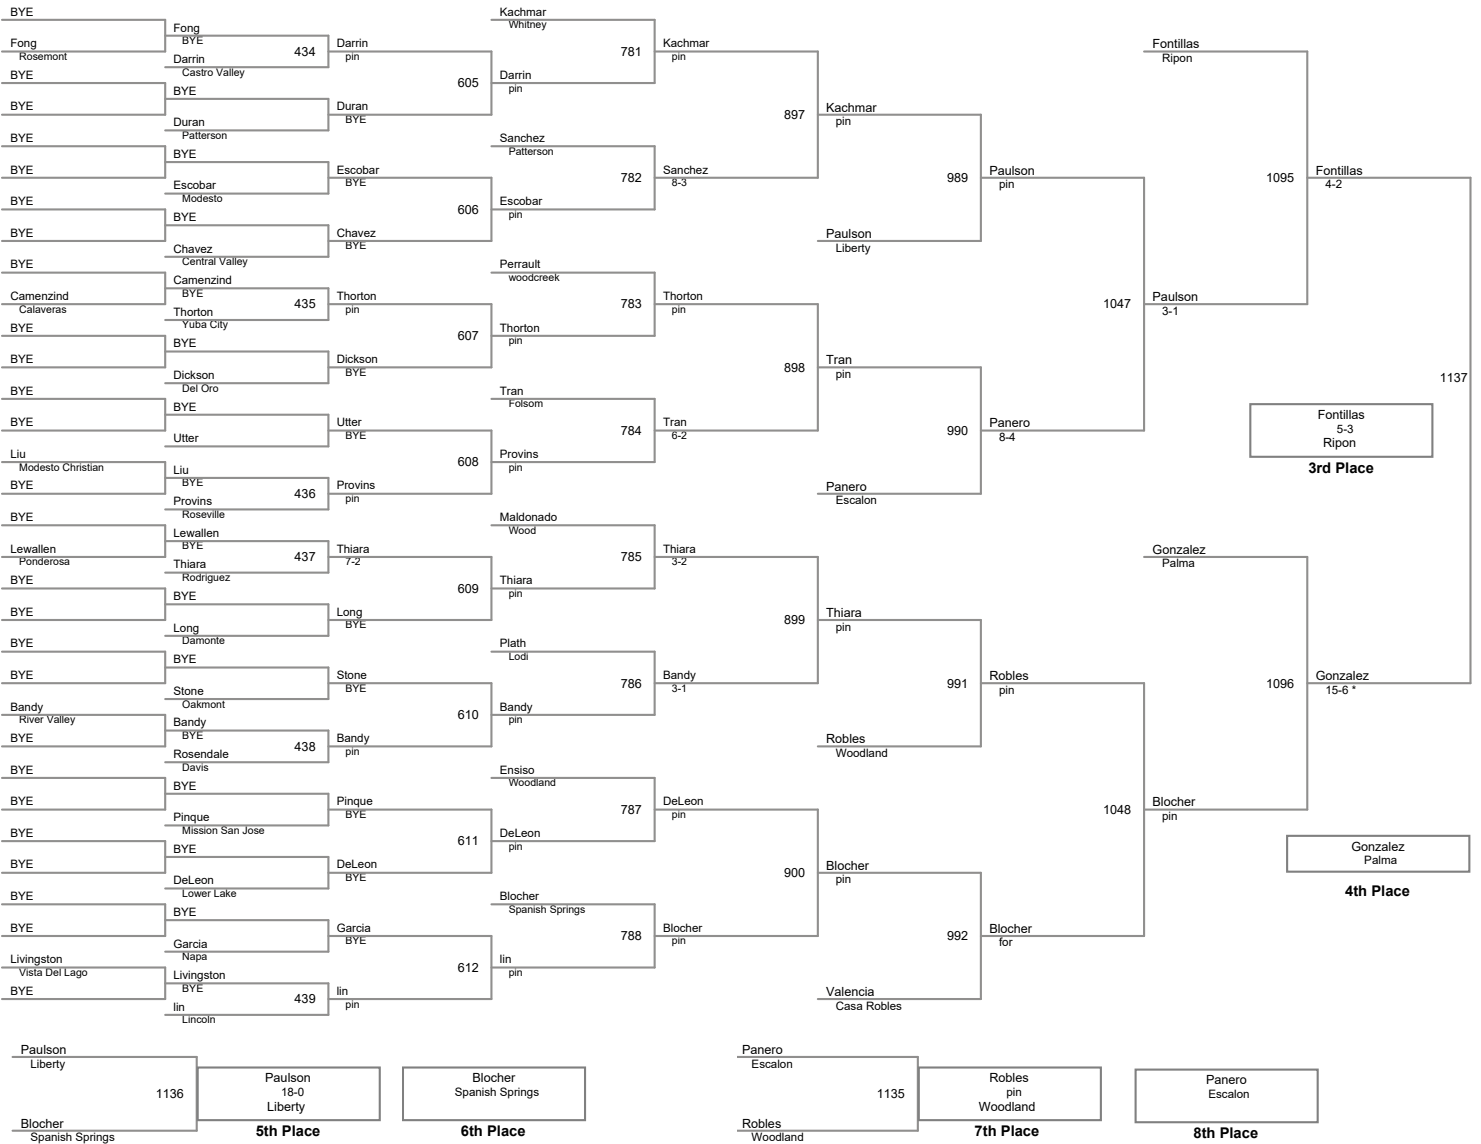 BYE
Fong
Rosemont
BYE
BYE
BYE
BYE
BYE
BYE
BYE
Camenzind
Calaveras
BYE
BYE
BYE
BYE
Liu
Modesto Christian
BYE
BYE
Lewallen
Ponderosa
BYE
BYE
BYE
BYE
Bandy
River Valley
BYE
BYE
BYE
BYE
BYE
BYE
BYE
Livingston
Vista Del Lago
BYE
Fong
BYE
434
Darrin
Castro Valley
BYE
Duran
Patterson
BYE
Escobar
Modesto
BYE
Chavez
Central Valley
Camenzind
BYE
435
Thorton
Yuba City
BYE
Dickson
Del Oro
BYE
Utter
Liu
BYE
436
Provins
Roseville
Lewallen
BYE
437
Thiara
Rodriguez
BYE
Long
Damonte
BYE
Stone
Oakmont
Bandy
BYE
438
Rosendale
Davis
BYE
Pinque
Mission San Jose
BYE
DeLeon
Lower Lake
BYE
Garcia
Napa
Livingston
BYE
439
Iin
Lincoln
Darrin
pin
605
Duran
BYE
Escobar
BYE
606
Chavez
BYE
Thorton
pin
607
Dickson
BYE
Utter
BYE
608
Provins
pin
Thiara
7-2
609
Long
BYE
Stone
BYE
610
Bandy
pin
Pinque
BYE
611
DeLeon
BYE
Garcia
BYE
612
Iin
pin
Kachmar
Whitney
781
Darrin
pin
Sanchez
Patterson
782
Escobar
pin
Perrault
woodcreek
783
Thorton
pin
Tran
Folsom
784
Provins
pin
Maldonado
Wood
785
Thiara
pin
Plath
Lodi
786
Bandy
pin
Ensiso
Woodland
787
DeLeon
pin
Blocher
Spanish Springs
788
Iin
pin
Kachmar
pin
897
Sanchez
8-3
Thorton
pin
898
Tran
6-2
Thiara
3-2
899
Bandy
3-1
DeLeon
pin
900
Blocher
pin
Kachmar
pin
989
Paulson
Liberty
Tran
pin
990
Panero
Escalon
Thiara
pin
991
Robles
Woodland
Blocher
pin
992
Valencia
Casa Robles
Paulson
pin
1047
Panero
8-4
Robles
pin
1048
Blocher
for
Fontillas
Ripon
1095
Paulson
3-1
Gonzalez
Palma
1096
Blocher
pin
Fontillas
4-2
1137
Gonzalez
15-6 *
Fontillas
5-3
Ripon
3rd Place
Gonzalez
Palma
4th Place
Paulson
Liberty
1136
Blocher
Spanish Springs
Paulson
18-0
Liberty
5th Place
Blocher
Spanish Springs
6th Place
Panero
Escalon
1135
Robles
Woodland
Robles
pin
Woodland
7th Place
Panero
Escalon
8th Place